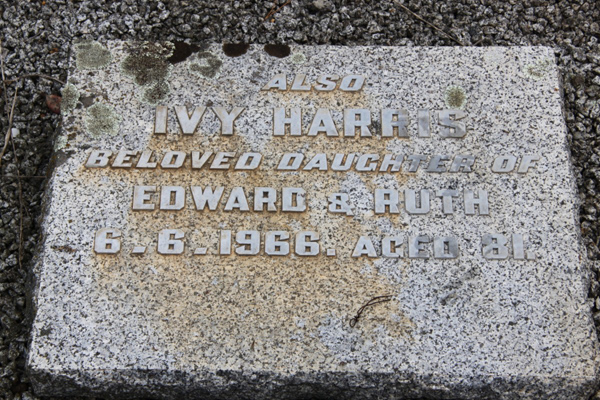 ALSO
IVY HARRIS
BELOVED DAUGHTER OF
EDWARD & RUTH
6.6.1966. AGED 81.